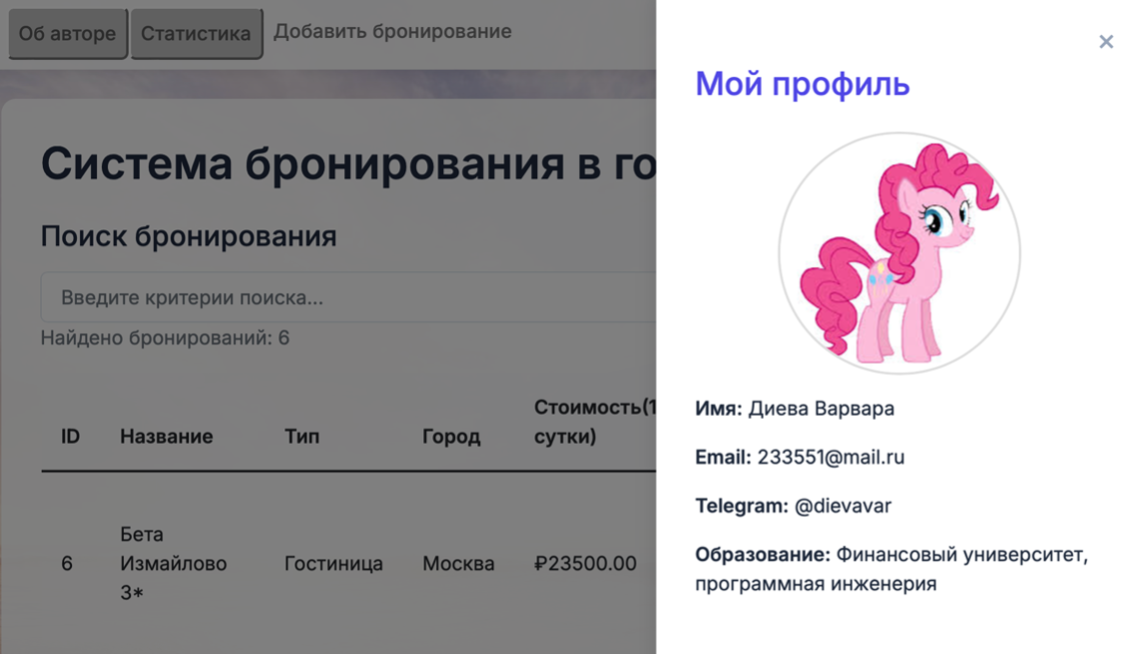 Об авторе
Статистика
Добавить бронирование
×
Мой профиль
Система бронирования в го
Поиск бронирования
Введите критерии поиска...
Найдено бронирований: 6
ID Название Тип Город Стоимость(1
сутки)
6 Бета
Измайлово
3* Гостиница Москва ₽23500.00
Имя: Диева Варвара
Email: 233551@mail.ru
Telegram: @dievavar
Образование: Финансовый университет,
программная инженерия